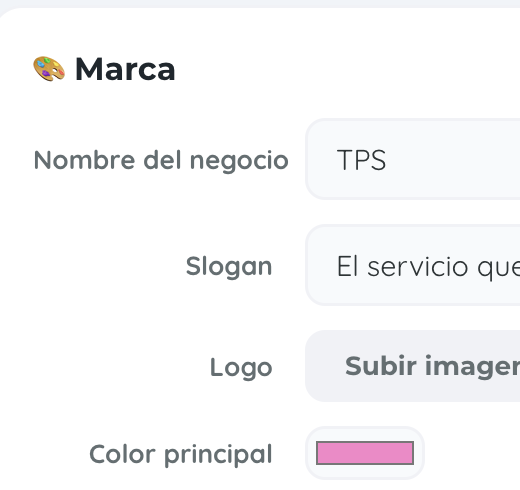 🎨 Marca
Nombre del negocio TPS
Slogan El servicio que
Logo Subir imagen
Color principal